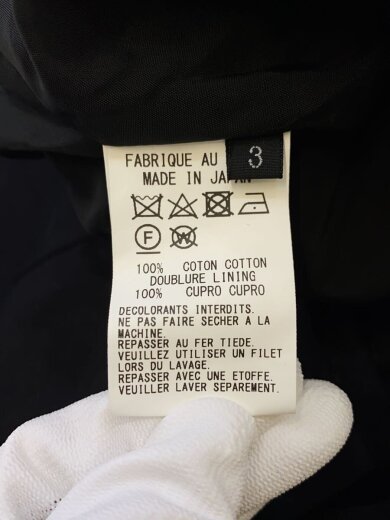 FABRIQUE AU
3
MADE IN JAPAN
F
W
100% COTON COTTON
DOUBLURE LINING
100% CUPRO CUPRO
DECOLORANTS INTERDITS.
NE PAS FAIRE SECHER A LA
MACHINE.
REPASSER AU FER TIEDE.
VEUILLEZ UTILISER UN FILET
LORS DU LAVAGE.
REPASSER AVEC UNE ETOFFE.
VEUILLER LAVER SEPAREMENT.